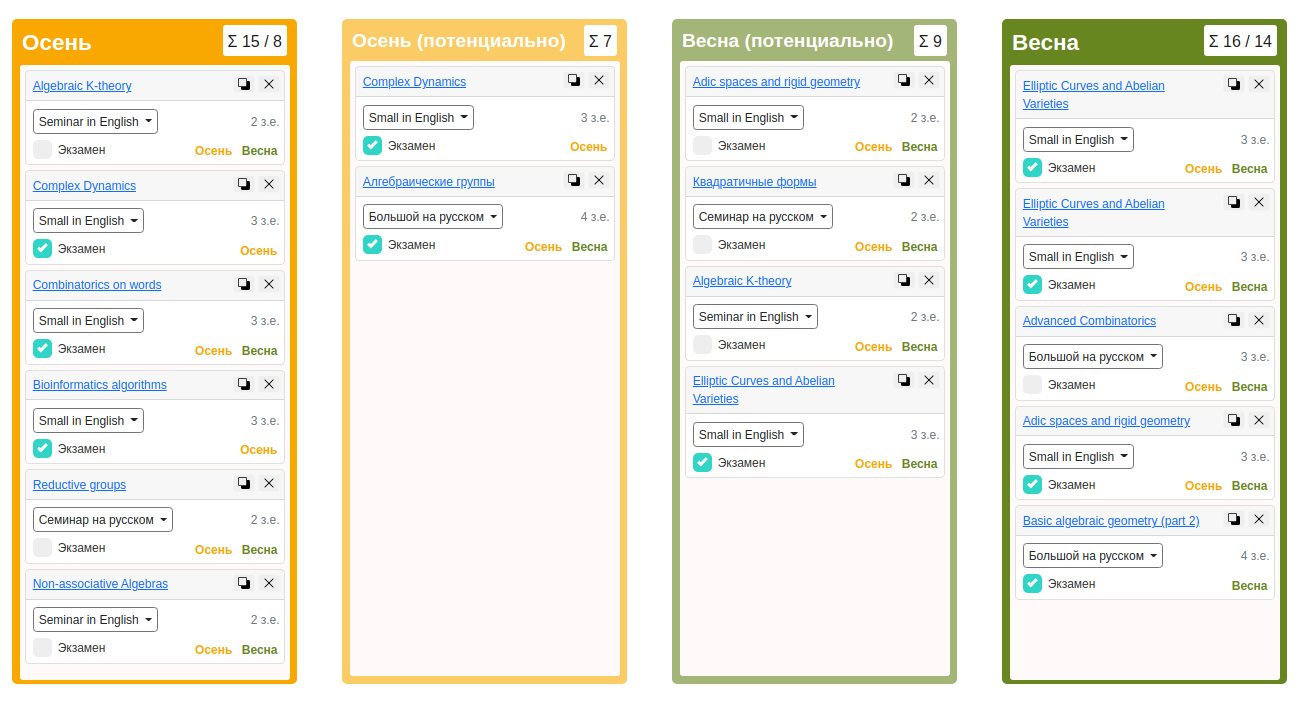 Осень
Σ 15 / 8
Algebraic K-theory
Seminar in English
2 з.е.
Экзамен
Осень Весна
Complex Dynamics
Small in English
3 з.е.
Экзамен
Осень
Combinatorics on words
Small in English
3 з.е.
Экзамен
Осень Весна
Bioinformatics algorithms
Small in English
3 з.е.
Экзамен
Осень
Reductive groups
Семинар на русском
2 з.е.
Экзамен
Осень Весна
Non-associative Algebras
Seminar in English
2 з.е.
Экзамен
Осень Весна
Осень (потенциально)
Σ 7
Complex Dynamics
Small in English
3 з.е.
Экзамен
Осень
Алгебраические группы
Большой на русском
4 з.е.
Экзамен
Осень Весна
Весна (потенциально)
Σ 9
Adic spaces and rigid geometry
Small in English
2 з.е.
Экзамен
Осень Весна
Квадратичные формы
Семинар на русском
2 з.е.
Экзамен
Осень Весна
Algebraic K-theory
Seminar in English
2 з.е.
Экзамен
Осень Весна
Elliptic Curves and Abelian
Varieties
Small in English
3 з.е.
Экзамен
Осень Весна
Весна
Σ 16 / 14
Elliptic Curves and Abelian
Varieties
Small in English
3 з.е.
Экзамен
Осень Весна
Elliptic Curves and Abelian
Varieties
Small in English
3 з.е.
Экзамен
Осень Весна
Advanced Combinatorics
Большой на русском
3 з.е.
Экзамен
Осень Весна
Adic spaces and rigid geometry
Small in English
3 з.е.
Экзамен
Осень Весна
Basic algebraic geometry (part 2)
Большой на русском
4 з.е.
Экзамен
Весна